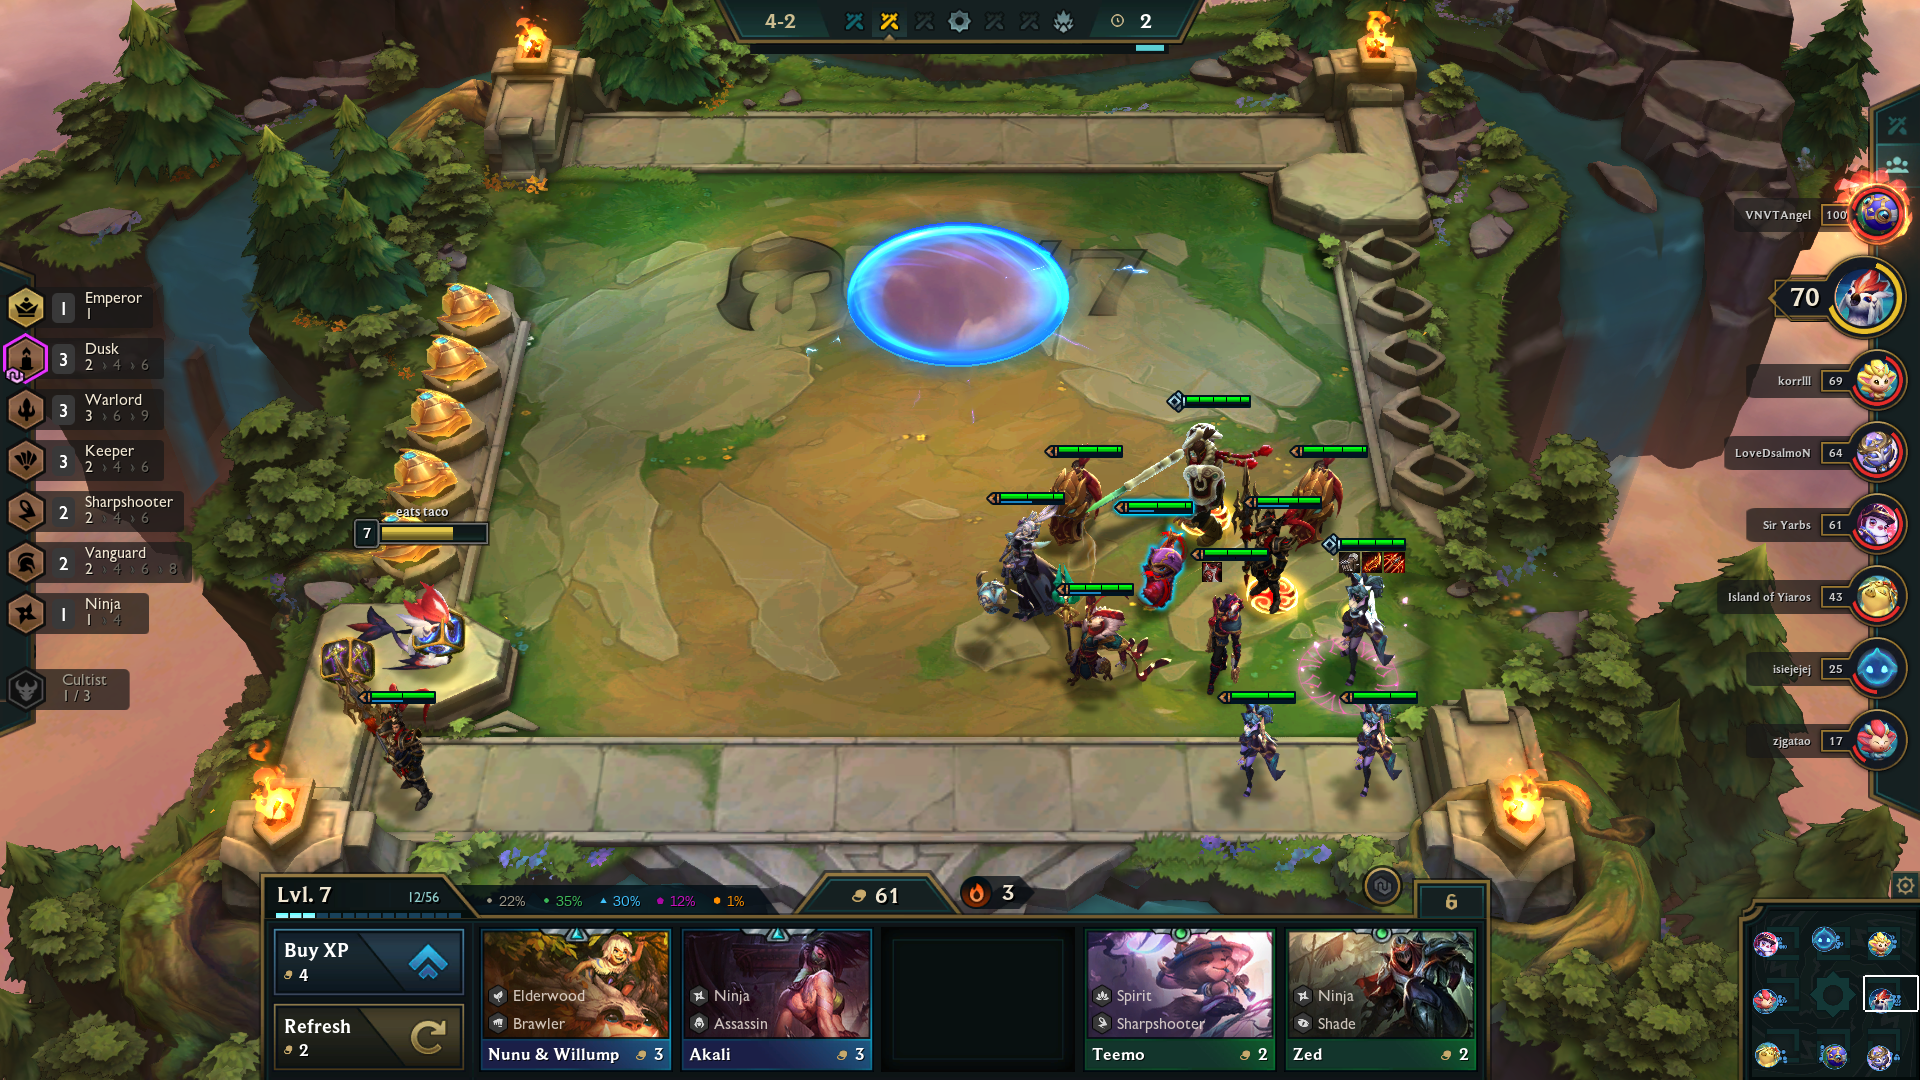 4-2
2
VNVTAngel 100
70
korrlll 69
LoveDsalmoN 64
Sir Yarbs 61
Island of Yiaros 43
isiejejej 25
zjgatao 17
1 Emperor
1
3 Dusk
2 › 4 › 6
3 Warlord
3 › 6 › 9
3 Keeper
2 › 4 › 6
2 Sharpshooter
2 › 4 › 6
2 Vanguard
2 › 4 › 6 › 8
1 Ninja
1 › 4
Cultist
1 / 3
eats taco
7
7
Lvl. 7 12/56
22% 35% 30% 12% 1%
61
3
6
Buy XP
4
Refresh
2
Elderwood
Brawler
Nunu & Willump 3
Ninja
Assassin
Akali 3
Spirit
Sharpshooter
Teemo 2
Ninja
Shade
Zed 2